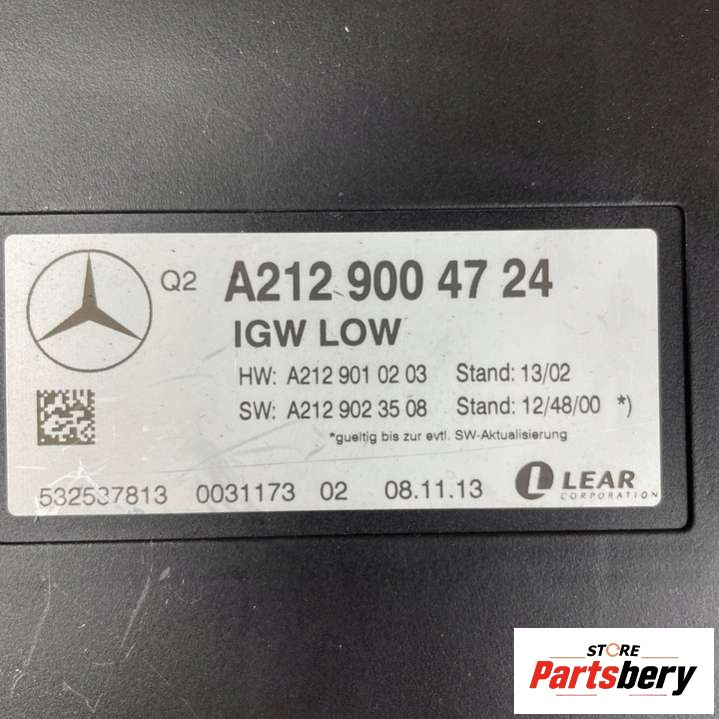 Q2 A212 900 47 24
IGW LOW
HW: A212 901 02 03 Stand: 13/02
SW: A212 902 35 08 Stand: 12/48/00 *)
*gueltig bis zur evtl. SW-Aktualisierung
532537813 0031173 02 08.11.13 LEAR
CORPORATION
STORE
Partsbery